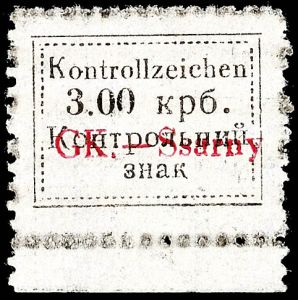 Kontrollzeichen
3.00 крб.
Контрольний
GK. — Ssarny
знак